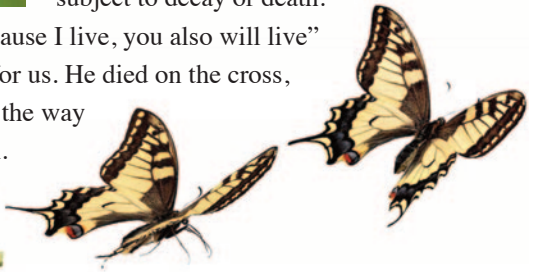 subject to decay or death.
ause I live, you also will live”
or us. He died on the cross,
the way
.